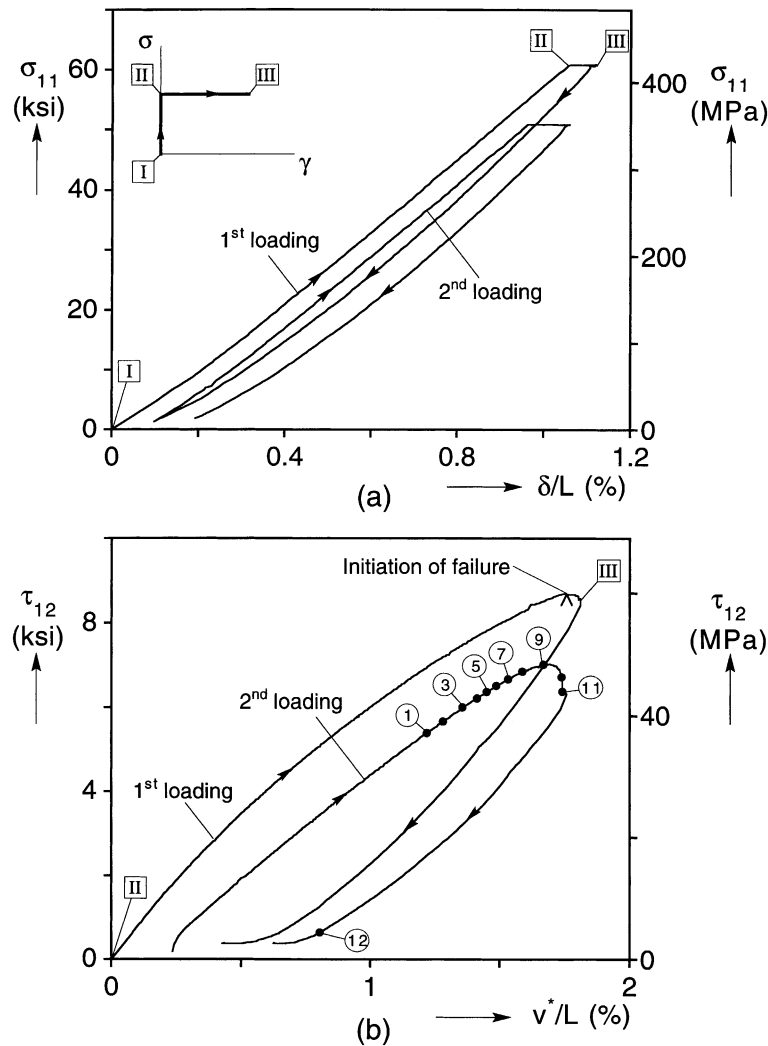 σ
II
III
I
γ
σ₁₁
(ksi)
60
40
20
0
II
III
400
200
0
σ₁₁
(MPa)
1st loading
2nd loading
I
0
0.4
0.8
1.2
(a)
δ/L (%)
τ₁₂
(ksi)
8
4
0
Initiation of failure
III
τ₁₂
(MPa)
40
0
9
7
5
3
1
11
2nd loading
1st loading
II
12
0
1
2
(b)
v*/L (%)